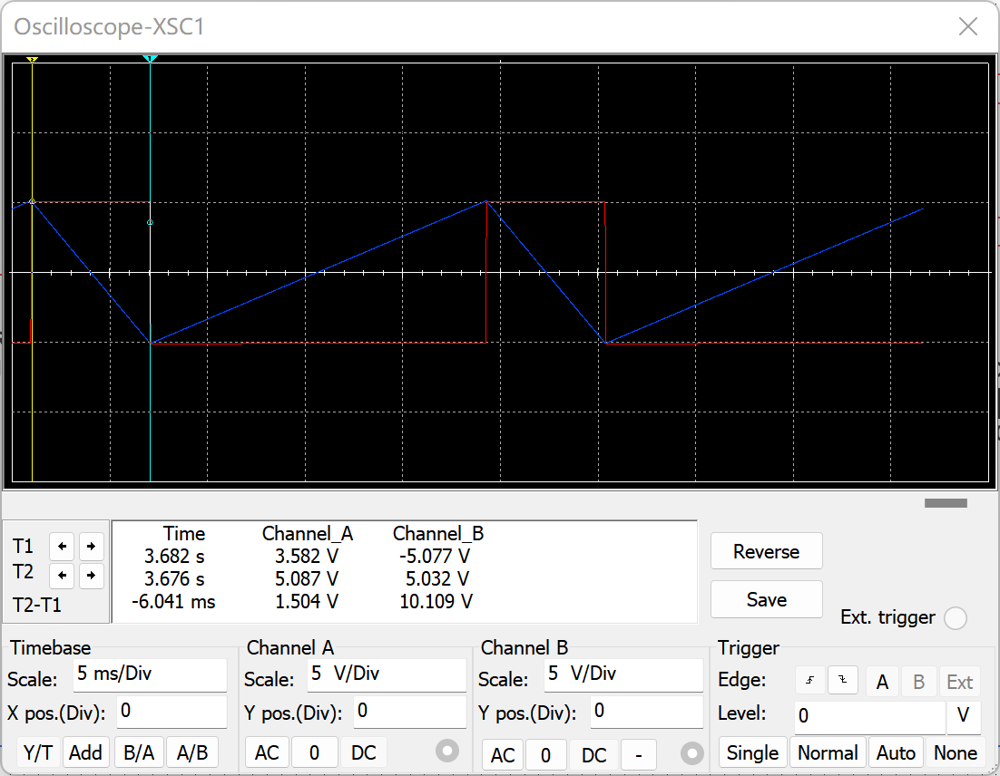 Oscilloscope-XSC1
2 1
Time Channel_A Channel_B
T1 3.682 s 3.582 V -5.077 V
T2 3.676 s 5.087 V 5.032 V
T2-T1 -6.041 ms 1.504 V 10.109 V
Reverse
Save
Ext. trigger
Timebase
Scale: 5 ms/Div
X pos.(Div): 0
Y/T Add B/A A/B
Channel A
Scale: 5 V/Div
Y pos.(Div): 0
AC 0 DC
Channel B
Scale: 5 V/Div
Y pos.(Div): 0
AC 0 DC -
Trigger
Edge: A B Ext
Level: 0 V
Single Normal Auto None